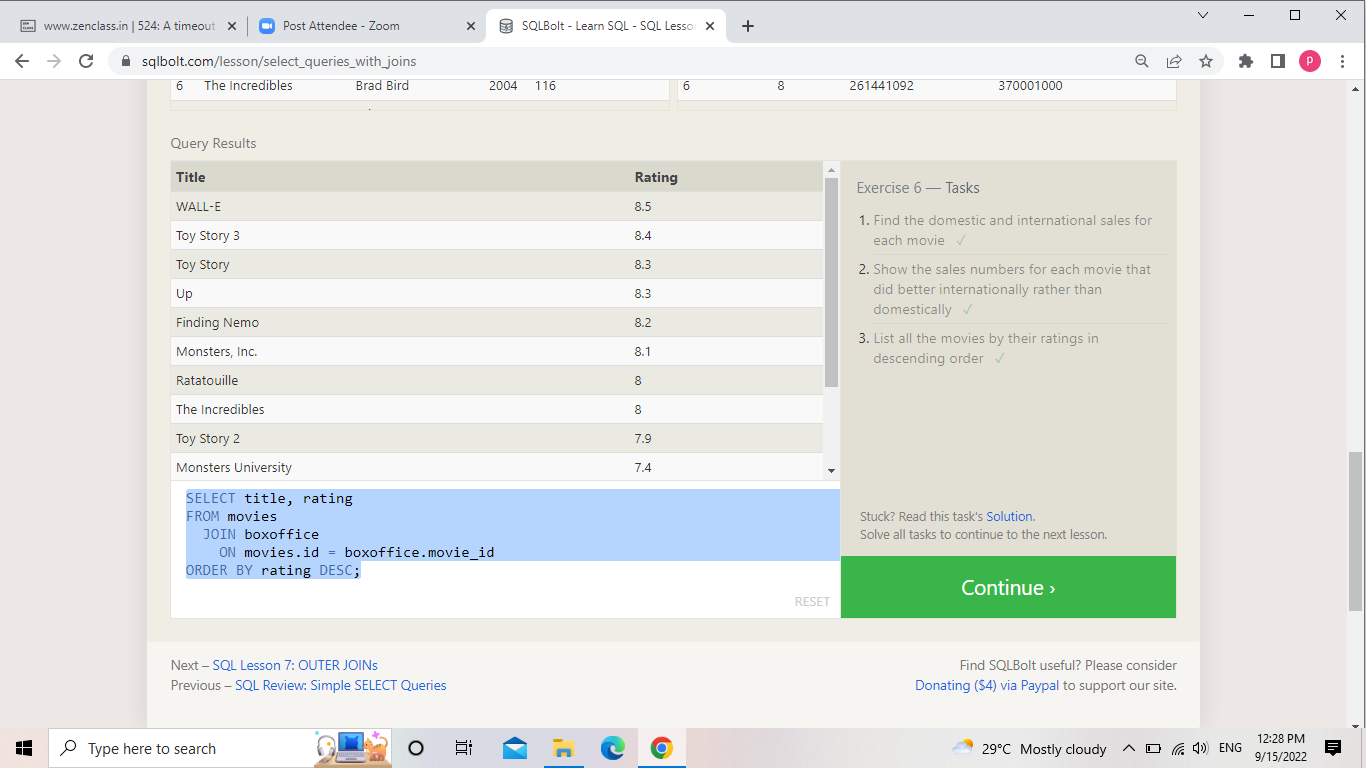 www.zenclass.in | 524: A timeout
Post Attendee - Zoom
SQLBolt - Learn SQL - SQL Lesson
sqlbolt.com/lesson/select_queries_with_joins
p
6 The Incredibles Brad Bird 2004 116
6 8 261441092 370001000
Query Results
Title Rating
WALL-E 8.5
Toy Story 3 8.4
Toy Story 8.3
Up 8.3
Finding Nemo 8.2
Monsters, Inc. 8.1
Ratatouille 8
The Incredibles 8
Toy Story 2 7.9
Monsters University 7.4
SELECT title, rating
FROM movies
  JOIN boxoffice
    ON movies.id = boxoffice.movie_id
ORDER BY rating DESC;
RESET
Exercise 6 — Tasks
1. Find the domestic and international sales for
each movie ✓
2. Show the sales numbers for each movie that
did better internationally rather than
domestically ✓
3. List all the movies by their ratings in
descending order ✓
Stuck? Read this task's Solution.
Solve all tasks to continue to the next lesson.
Continue ›
Next – SQL Lesson 7: OUTER JOINs
Previous – SQL Review: Simple SELECT Queries
Find SQLBolt useful? Please consider
Donating ($4) via Paypal to support our site.
Type here to search
29°C Mostly cloudy
ENG
12:28 PM
9/15/2022